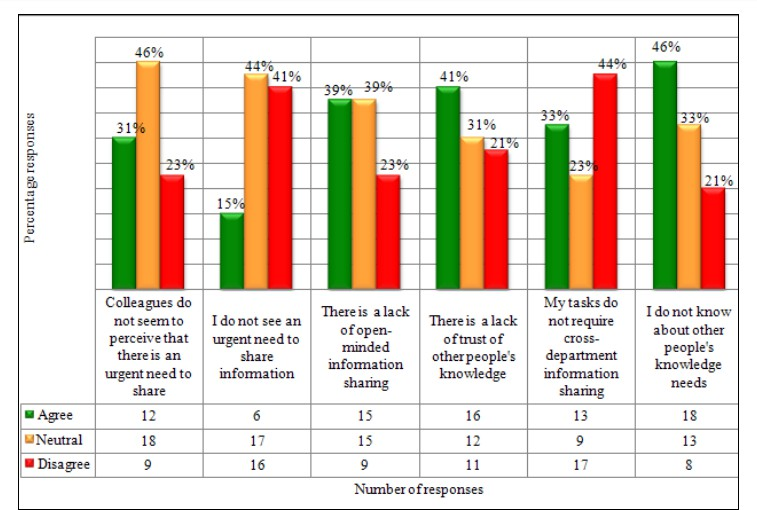 Percentage responses
31%
46%
23%
15%
44%
41%
39%
39%
23%
41%
31%
21%
33%
23%
44%
46%
33%
21%
Colleagues do
not seem to
perceive that
there is an
urgent need to
share
I do not see an
urgent need to
share
information
There is a lack
of open-
minded
information
sharing
There is a lack
of trust of
other people's
knowledge
My tasks do
not require
cross-
department
information
sharing
I do not know
about other
people's
knowledge
needs
Agree 12 6 15 16 13 18
Neutral 18 17 15 12 9 13
Disagree 9 16 9 11 17 8
Number of responses